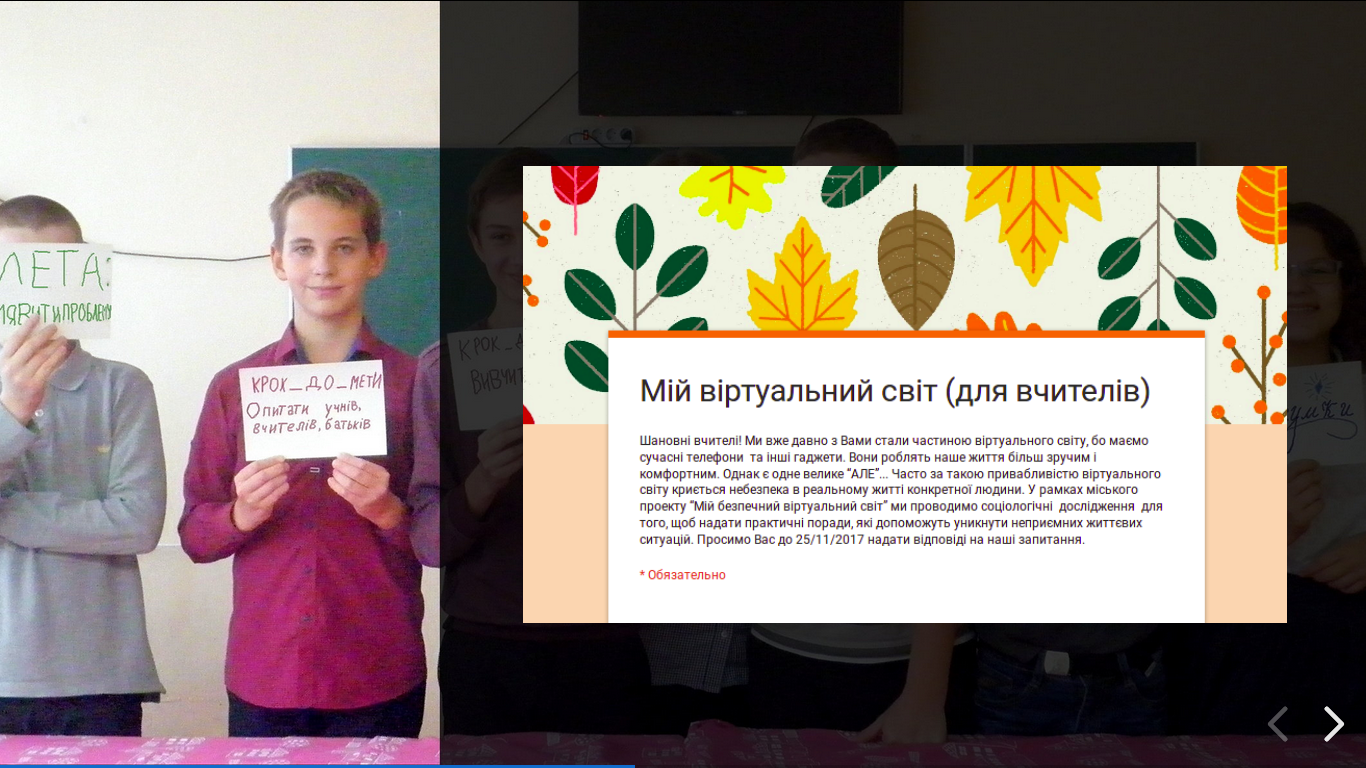 ЛЕТА:
КРОК_ДО_МЕТИ
Опитати учнів,
вчителів, батьків
КРОК_Д
ВИВЧИТ
Мій віртуальний світ (для вчителів)
Шановні вчителі! Ми вже давно з Вами стали частиною віртуального світу, бо маємо
сучасні телефони та інші гаджети. Вони роблять наше життя більш зручним і
комфортним. Однак є одне велике “АЛЕ”... Часто за такою привабливістю віртуального
світу криється небезпека в реальному житті конкретної людини. У рамках міського
проекту “Мій безпечний віртуальний світ” ми проводимо соціологічні дослідження для
того, щоб надати практичні поради, які допоможуть уникнути неприємних життєвих
ситуацій. Просимо Вас до 25/11/2017 надати відповіді на наші запитання.
* Обязательно